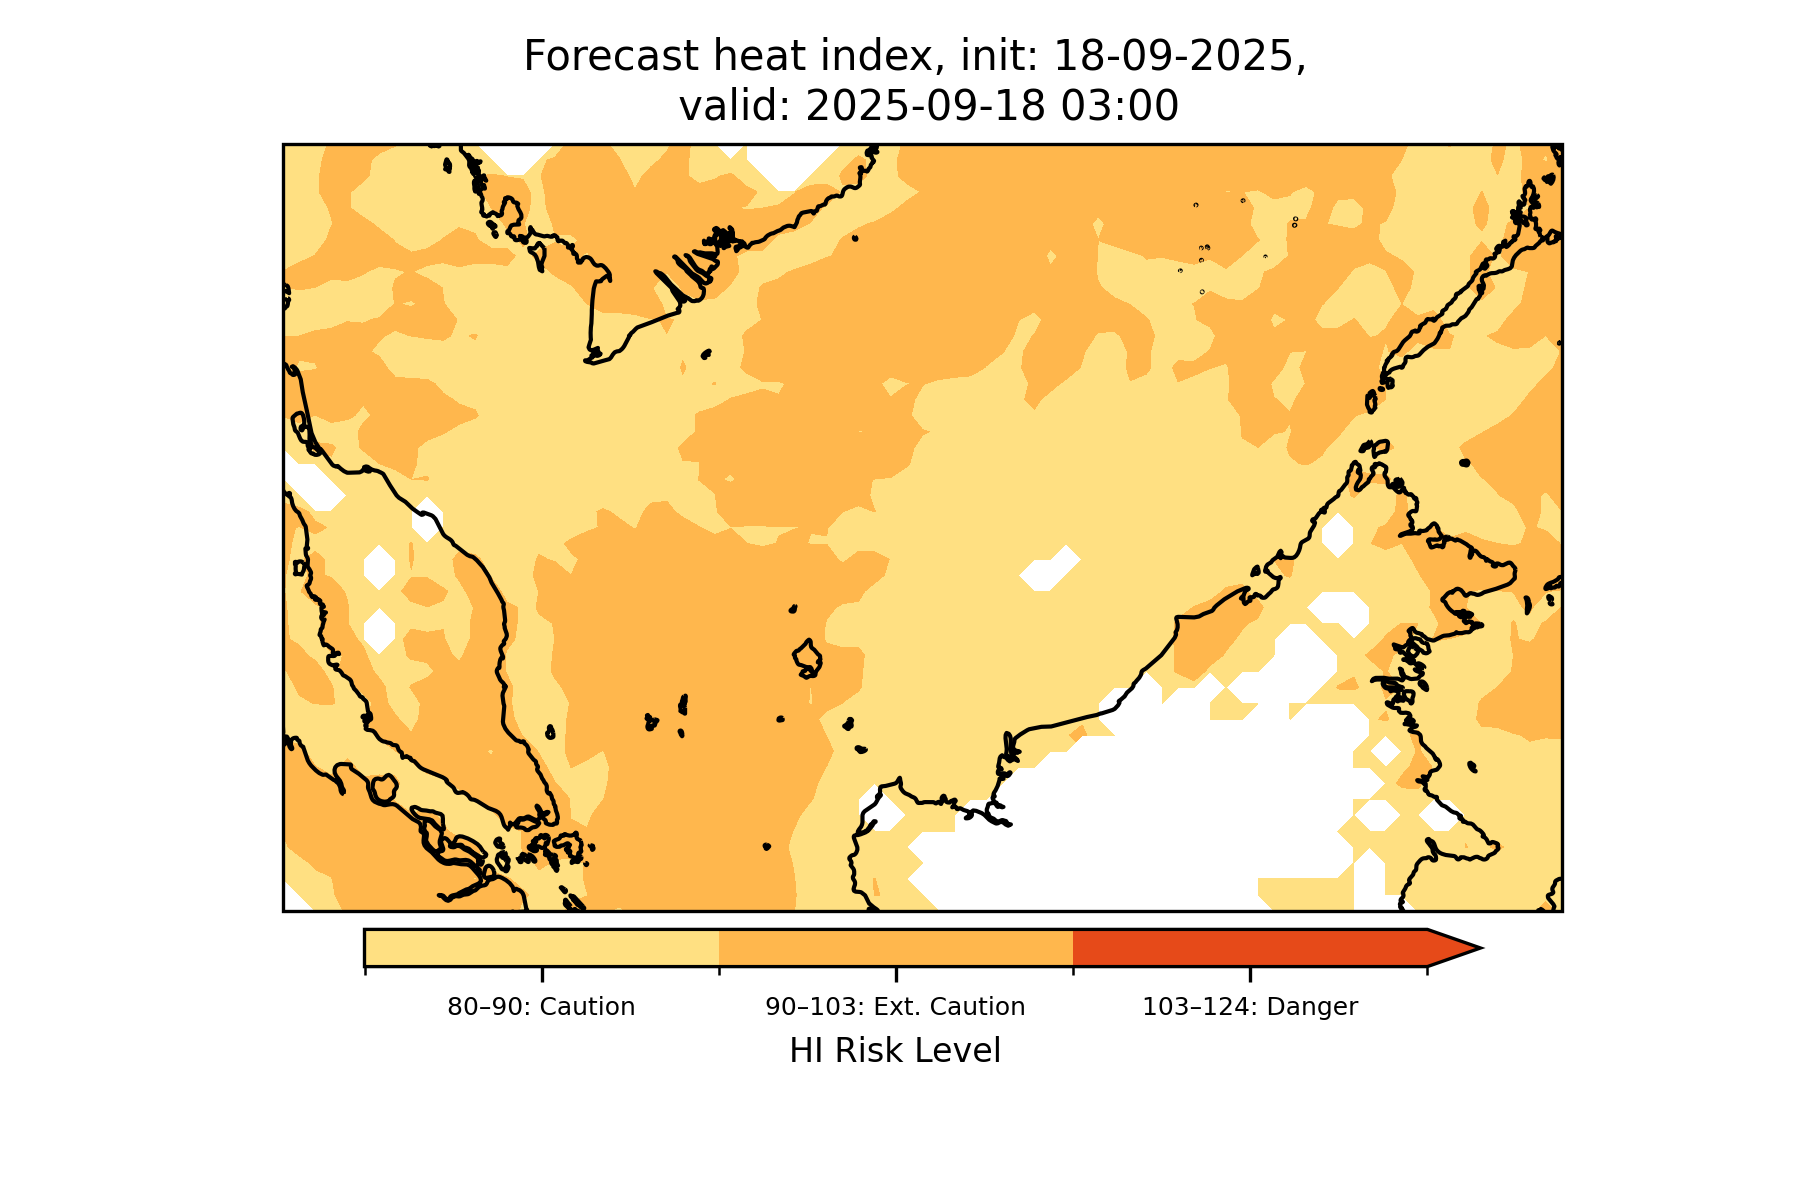 Forecast heat index, init: 18-09-2025,
valid: 2025-09-18 03:00
80–90: Caution
90–103: Ext. Caution
103–124: Danger
HI Risk Level